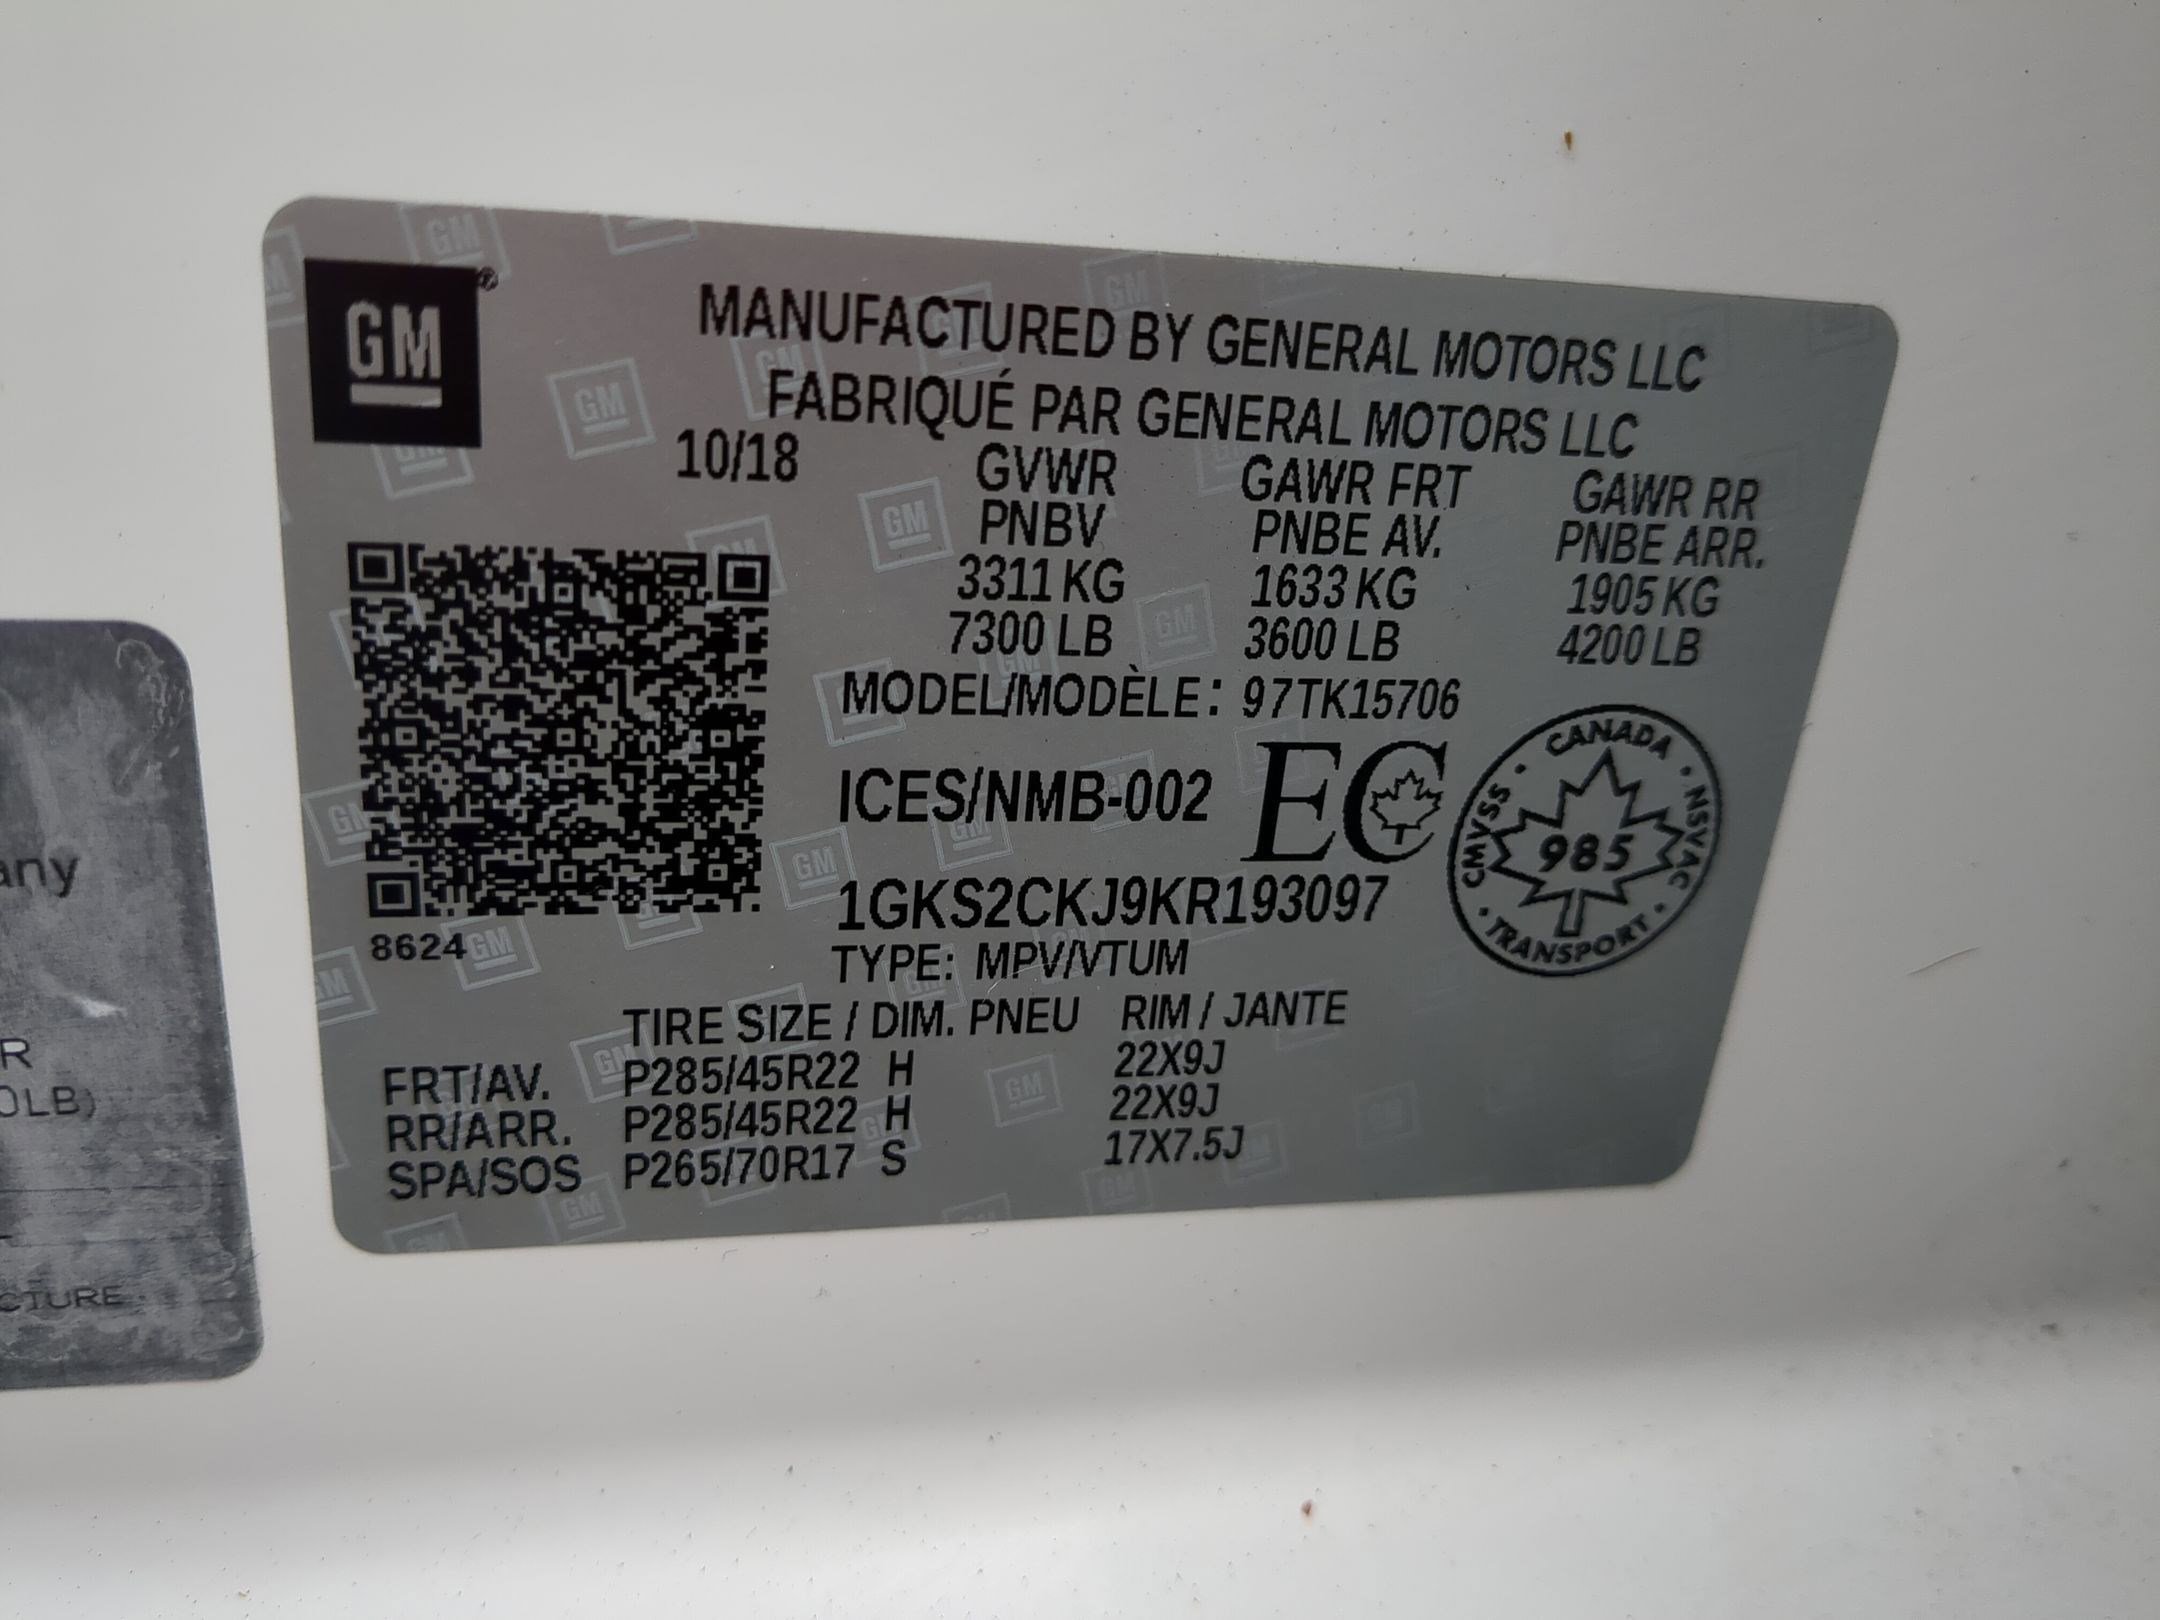 GM
MANUFACTURED BY GENERAL MOTORS LLC
FABRIQUÉ PAR GENERAL MOTORS LLC
10/18 GVWR GAWR FRT GAWR RR
PNBV PNBE AV. PNBE ARR.
3311 KG 1633 KG 1905 KG
7300 LB 3600 LB 4200 LB
MODEL/MODÈLE: 97TK15706
ICES/NMB-002 EC
CANADA · NSVAC · TRANSPORT · CMVSS ·
985
1GKS2CKJ9KR193097
8624
TYPE: MPV/VTUM
TIRE SIZE / DIM. PNEU RIM / JANTE
FRT/AV. P285/45R22 H 22X9J
RR/ARR. P285/45R22 H 22X9J
SPA/SOS P265/70R17 S 17X7.5J
any
R
0LB)
CTURE